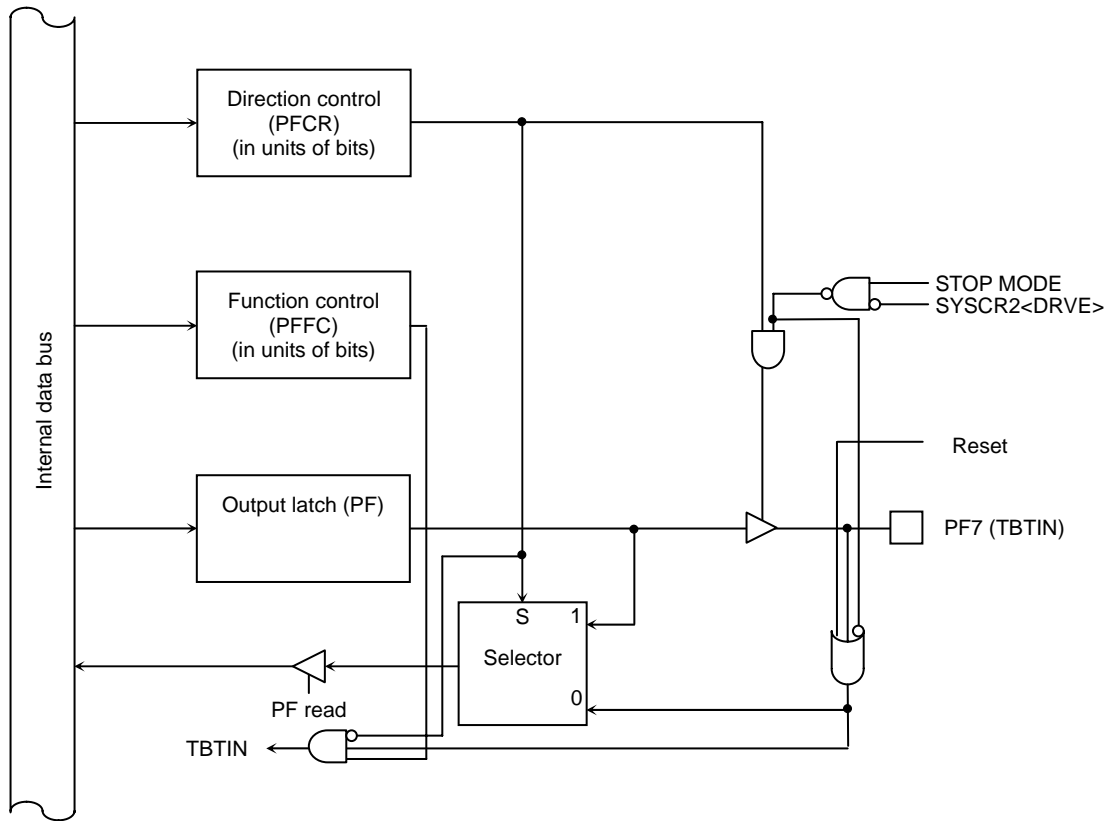 Internal data bus
Direction control
(PFCR)
(in units of bits)
Function control
(PFFC)
(in units of bits)
STOP MODE
SYSCR2<DRVE>
Reset
Output latch (PF)
PF7 (TBTIN)
S
1
Selector
0
PF read
TBTIN